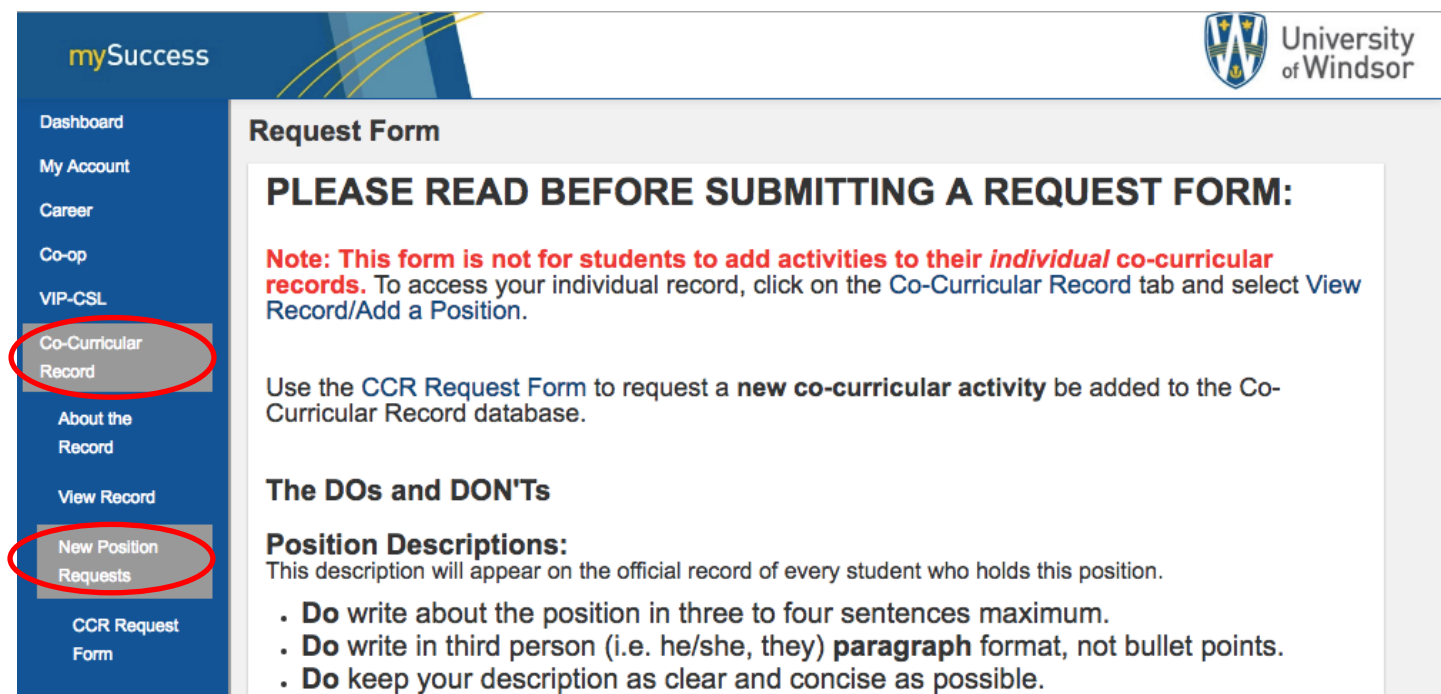 mySuccess
University
of Windsor
Dashboard
My Account
Career
Co-op
VIP-CSL
Co-Curricular
Record
About the
Record
View Record
New Position
Requests
CCR Request
Form
Request Form
PLEASE READ BEFORE SUBMITTING A REQUEST FORM:
Note: This form is not for students to add activities to their individual co-curricular
records. To access your individual record, click on the Co-Curricular Record tab and select View
Record/Add a Position.
Use the CCR Request Form to request a new co-curricular activity be added to the Co-
Curricular Record database.
The DOs and DON'Ts
Position Descriptions:
This description will appear on the official record of every student who holds this position.
• Do write about the position in three to four sentences maximum.
• Do write in third person (i.e. he/she, they) paragraph format, not bullet points.
• Do keep your description as clear and concise as possible.